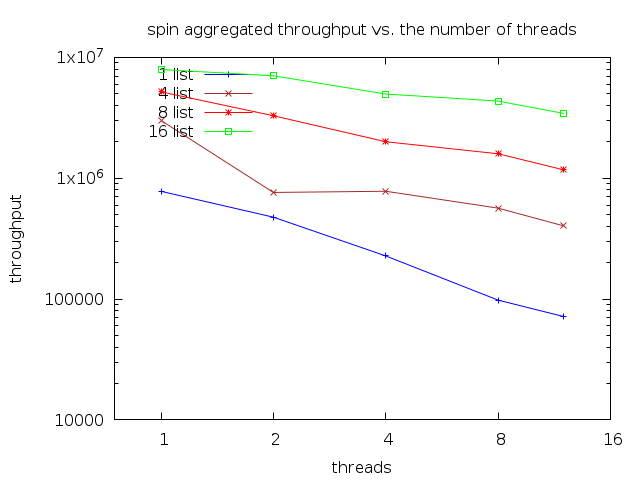 spin aggregated throughput vs. the number of threads
1x10^7
1x10^6
100000
10000
throughput
1 list
4 list
8 list
16 list
1 2 4 8 16
threads